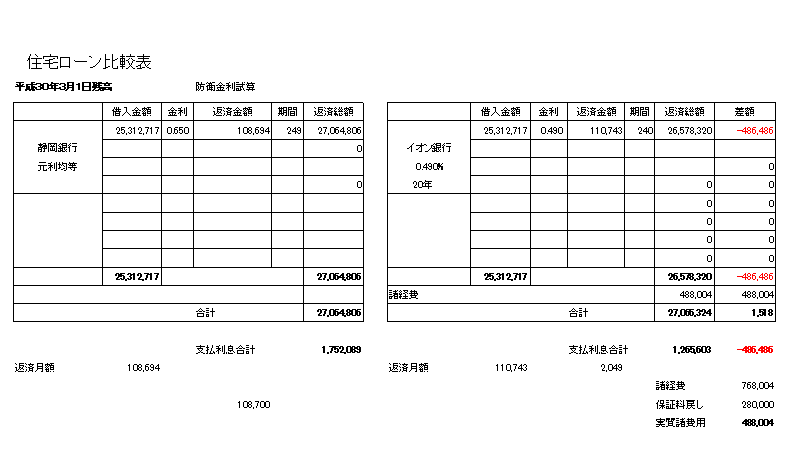 住宅ローン比較表
平成30年3月1日残高 防衛金利試算
借入金額 金利 返済金額 期間 返済総額 借入金額 金利 返済金額 期間 返済総額 差額
25,312,717 0.650 108,694 249 27,064,806 25,312,717 0.490 110,743 240 26,578,320 -486,486
静岡銀行 0 イオン銀行
元利均等 0.490% 0
0 20年 0 0
0 0
0 0
0 0
0 0
25,312,717 27,064,806 25,312,717 26,578,320 -486,486
諸経費 488,004 488,004
合計 27,064,806 合計 27,066,324 1,518
支払利息合計 1,752,089 支払利息合計 1,265,603 -486,486
返済月額 108,694 返済月額 110,743 2,049
諸経費 768,004
108,700 保証料戻し 280,000
実質諸費用 488,004